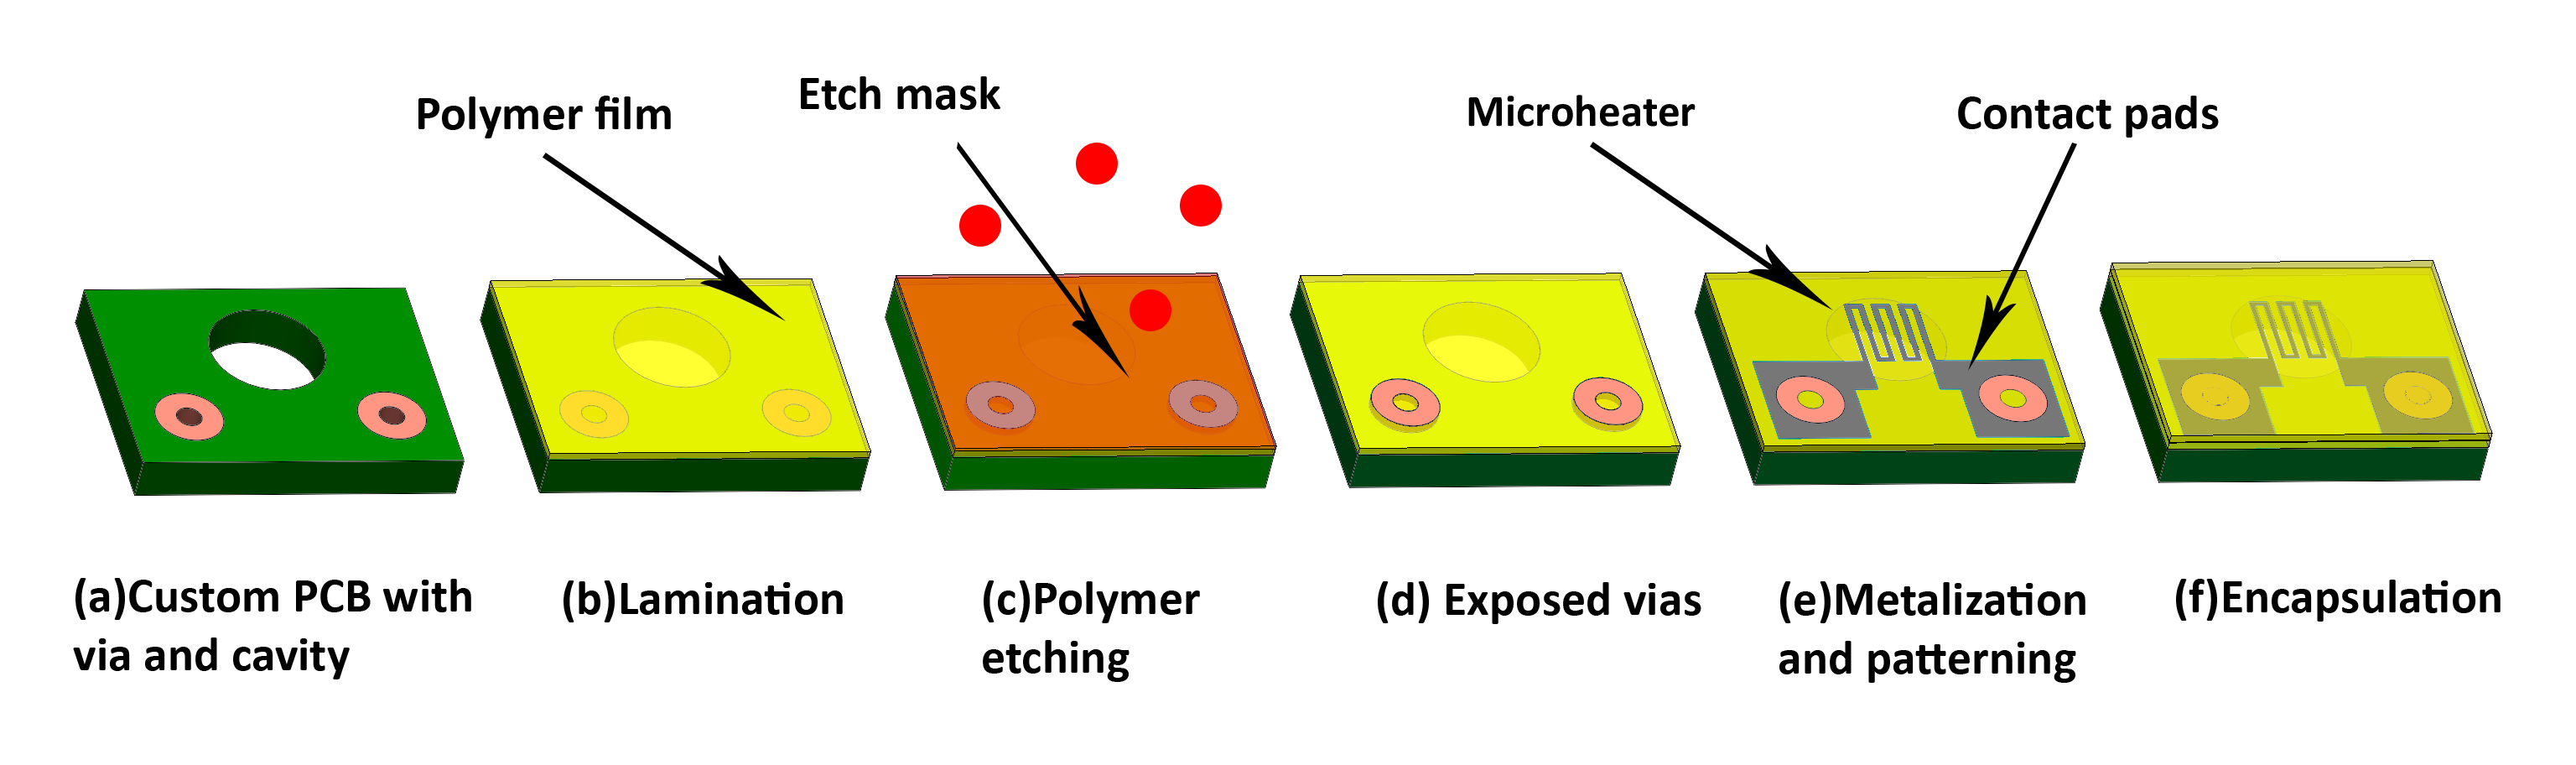 Polymer film
Etch mask
Microheater
Contact pads
(a)Custom PCB with
via and cavity
(b)Lamination
(c)Polymer
etching
(d) Exposed vias
(e)Metalization
and patterning
(f)Encapsulation